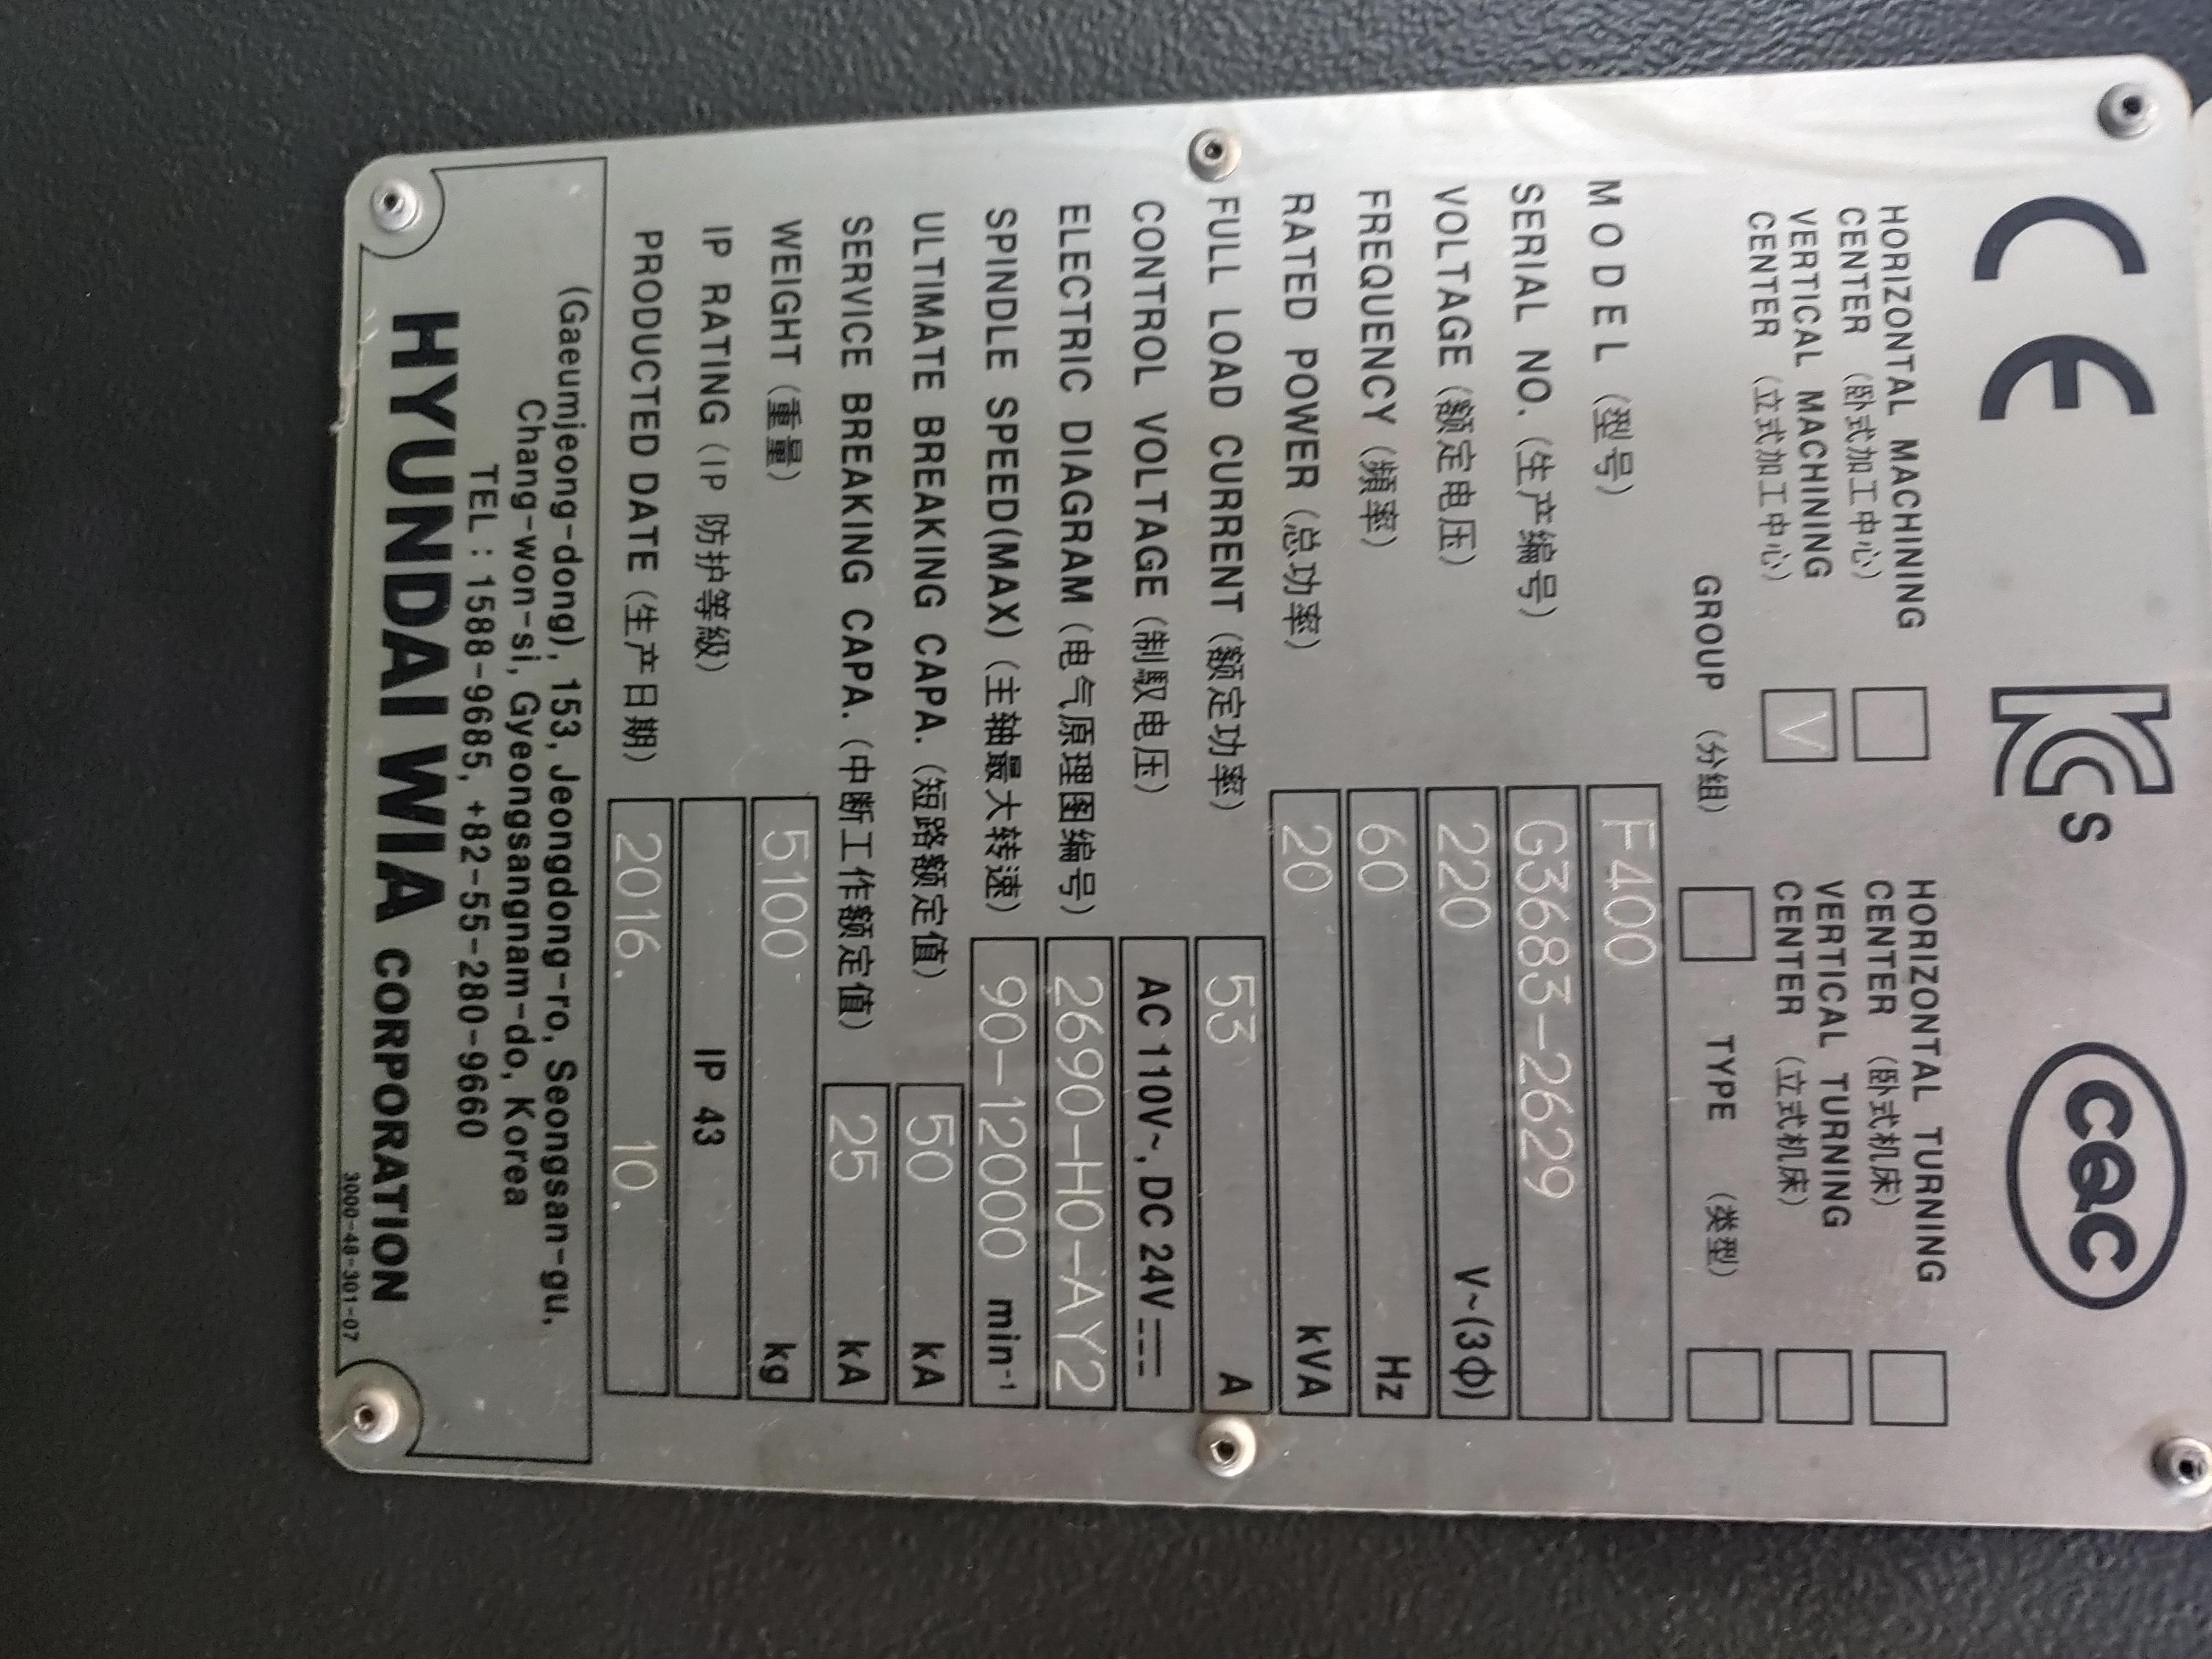 CE KCs CQC
HORIZONTAL MACHINING CENTER (卧式加工中心) HORIZONTAL TURNING CENTER (卧式机床)
VERTICAL MACHINING CENTER (立式加工中心) V VERTICAL TURNING CENTER (立式机床)
GROUP (分組) TYPE (类型)
MODEL (型号) F400
SERIAL NO. (生产编号) G3683-2629
VOLTAGE (额定电压) 220 V~(3Φ)
FREQUENCY (頻率) 60 Hz
RATED POWER (总功率) 20 kVA
FULL LOAD CURRENT (额定功率) 53 A
CONTROL VOLTAGE (制馭电压) AC 110V~, DC 24V
ELECTRIC DIAGRAM (电气原理图编号) 2690-H0-AY2
SPINDLE SPEED(MAX) (主轴最大转速) 90-12000 min⁻¹
ULTIMATE BREAKING CAPA. (短路额定值) 50 kA
SERVICE BREAKING CAPA. (中断工作额定值) 25 kA
WEIGHT (重量) 5100 kg
IP RATING (IP 防护等級) IP 43
PRODUCTED DATE (生产日期) 2016. 10.
(Gaeumjeong-dong), 153, Jeongdong-ro, Seongsan-gu,
Chang-won-si, Gyeongsangnam-do, Korea
TEL : 1588-9685, +82-55-280-9660
HYUNDAI WIA CORPORATION
3000-48-301-07